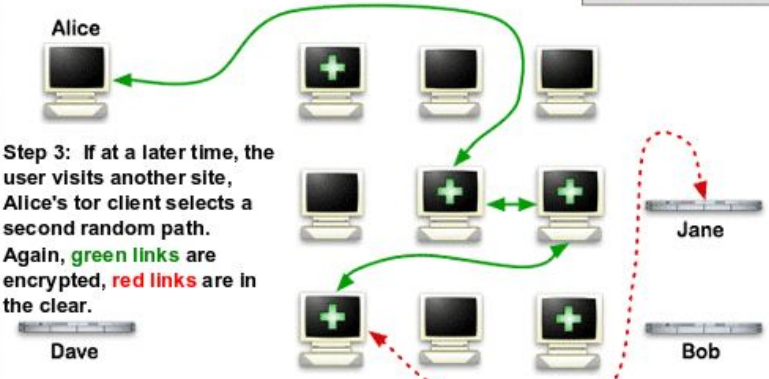 Alice
Step 3: If at a later time, the
user visits another site,
Alice's tor client selects a
second random path.
Again, green links are
encrypted, red links are in
the clear.
Jane
Dave
Bob